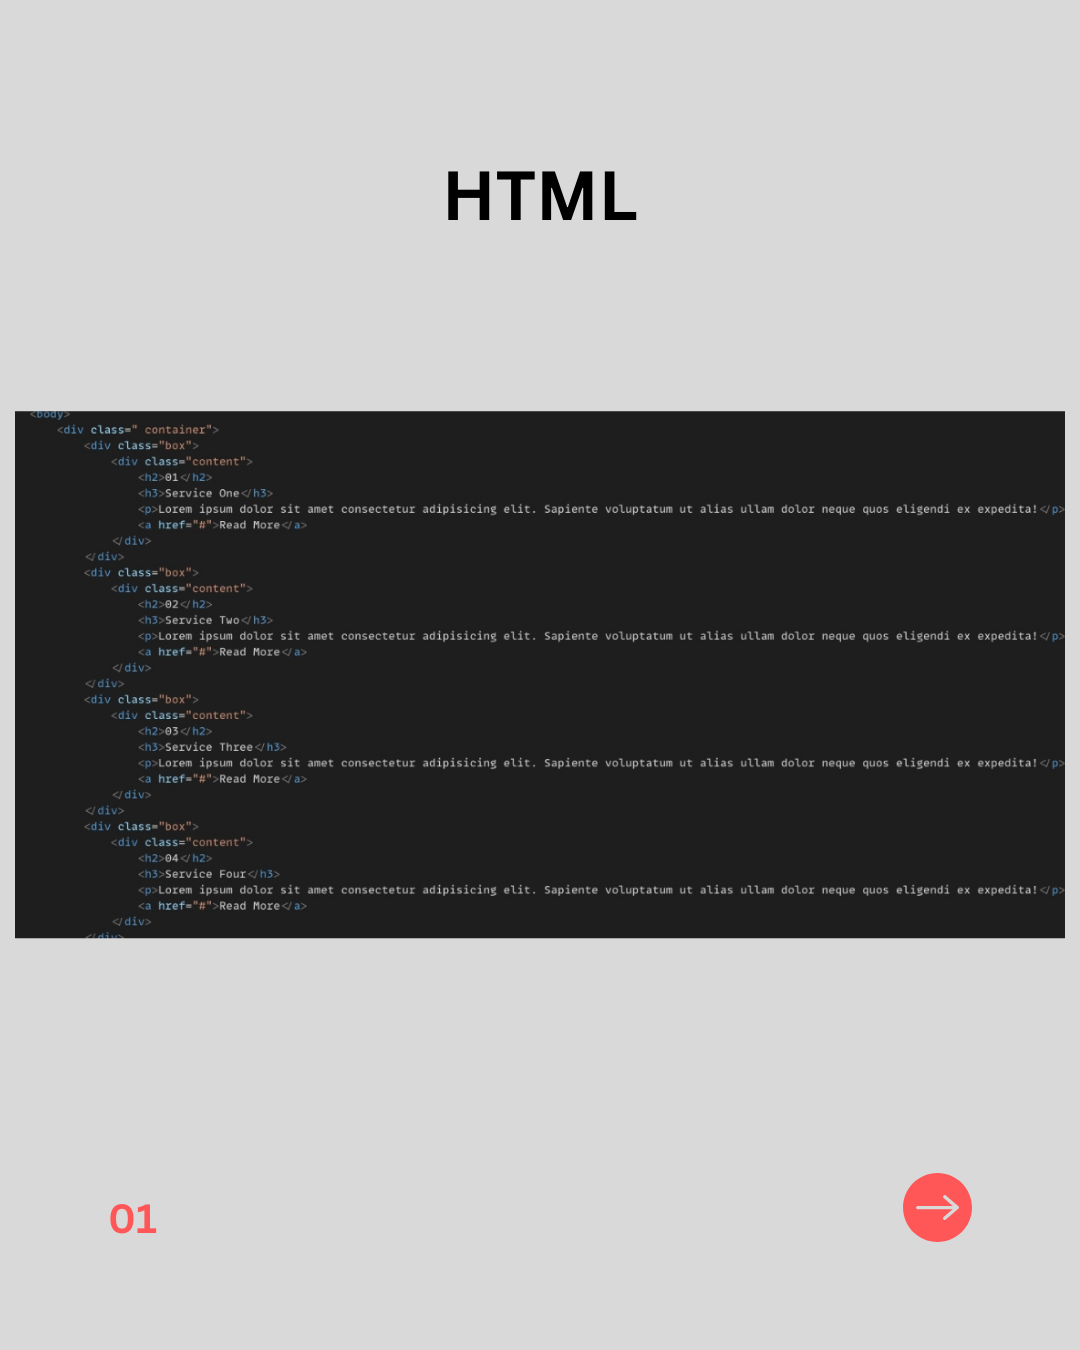 HTML
<body>
<div class=" container">
<div class="box">
<div class="content">
<h2>01</h2>
<h3>Service One</h3>
<p>Lorem ipsum dolor sit amet consectetur adipisicing elit. Sapiente voluptatum ut alias ullam dolor neque quos eligendi ex expedita!</p>
<a href="#">Read More</a>
</div>
</div>
<div class="box">
<div class="content">
<h2>02</h2>
<h3>Service Two</h3>
<p>Lorem ipsum dolor sit amet consectetur adipisicing elit. Sapiente voluptatum ut alias ullam dolor neque quos eligendi ex expedita!</p>
<a href="#">Read More</a>
</div>
</div>
<div class="box">
<div class="content">
<h2>03</h2>
<h3>Service Three</h3>
<p>Lorem ipsum dolor sit amet consectetur adipisicing elit. Sapiente voluptatum ut alias ullam dolor neque quos eligendi ex expedita!</p>
<a href="#">Read More</a>
</div>
</div>
<div class="box">
<div class="content">
<h2>04</h2>
<h3>Service Four</h3>
<p>Lorem ipsum dolor sit amet consectetur adipisicing elit. Sapiente voluptatum ut alias ullam dolor neque quos eligendi ex expedita!</p>
<a href="#">Read More</a>
</div>
</div>
01